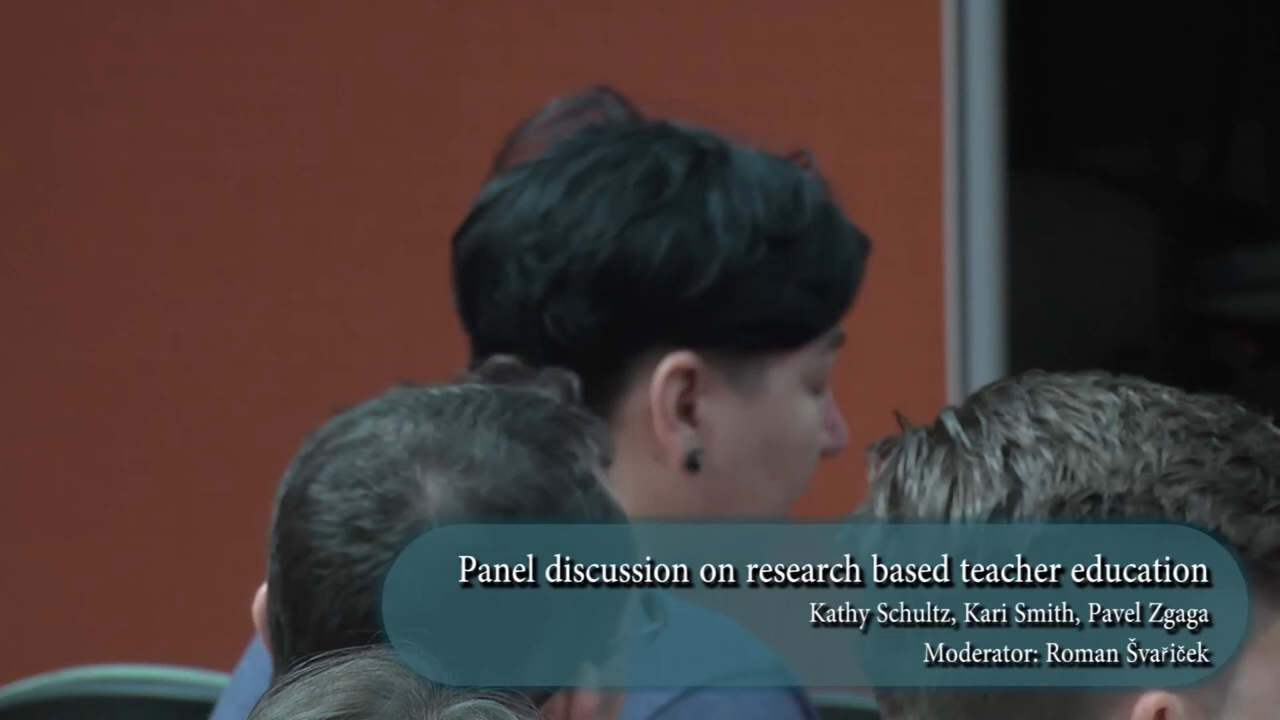 Panel discussion on research based teacher education
Kathy Schultz, Kari Smith, Pavel Zgaga
Moderator: Roman Švaříček